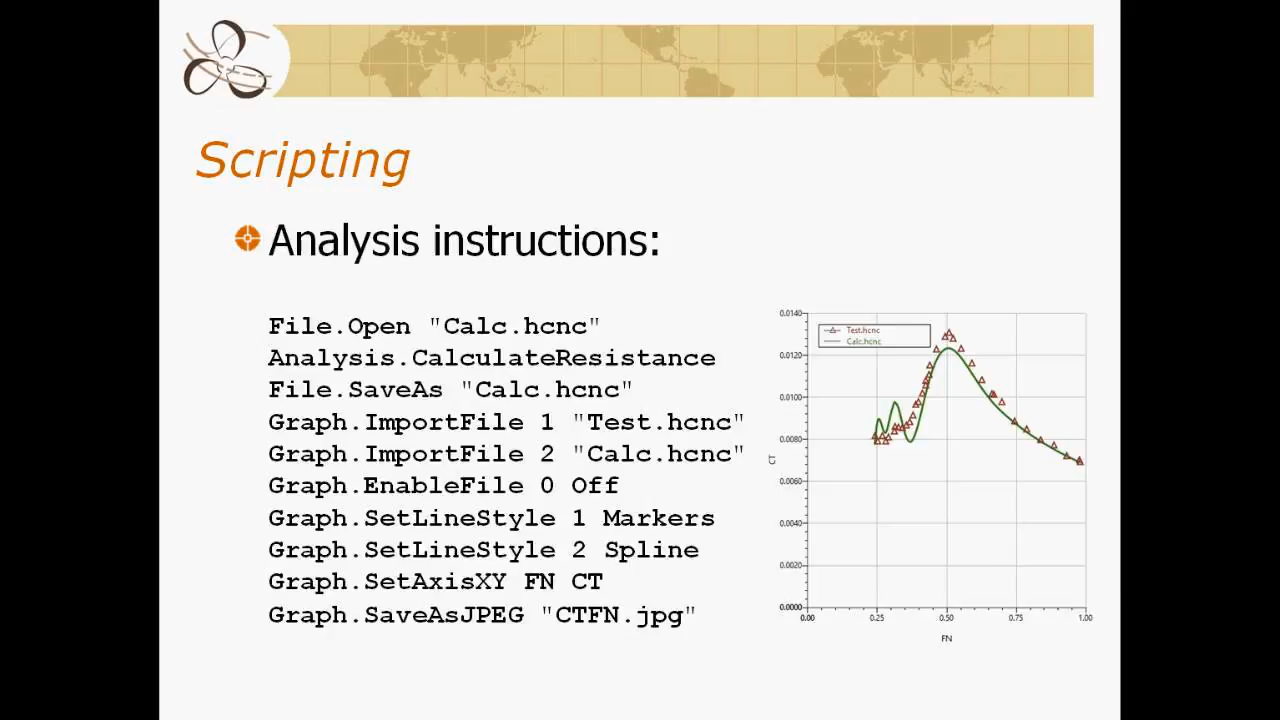 Scripting
Analysis instructions:
File.Open "Calc.hcnc"
Analysis.CalculateResistance
File.SaveAs "Calc.hcnc"
Graph.ImportFile 1 "Test.hcnc"
Graph.ImportFile 2 "Calc.hcnc"
Graph.EnableFile 0 Off
Graph.SetLineStyle 1 Markers
Graph.SetLineStyle 2 Spline
Graph.SetAxisXY FN CT
Graph.SaveAsJPEG "CTFN.jpg"
Test.hcnc
Calc.hcnc
0.0140
0.0120
0.0100
0.0080
0.0060
0.0040
0.0020
0.0000
CT
0.00 0.25 0.50 0.75 1.00
FN